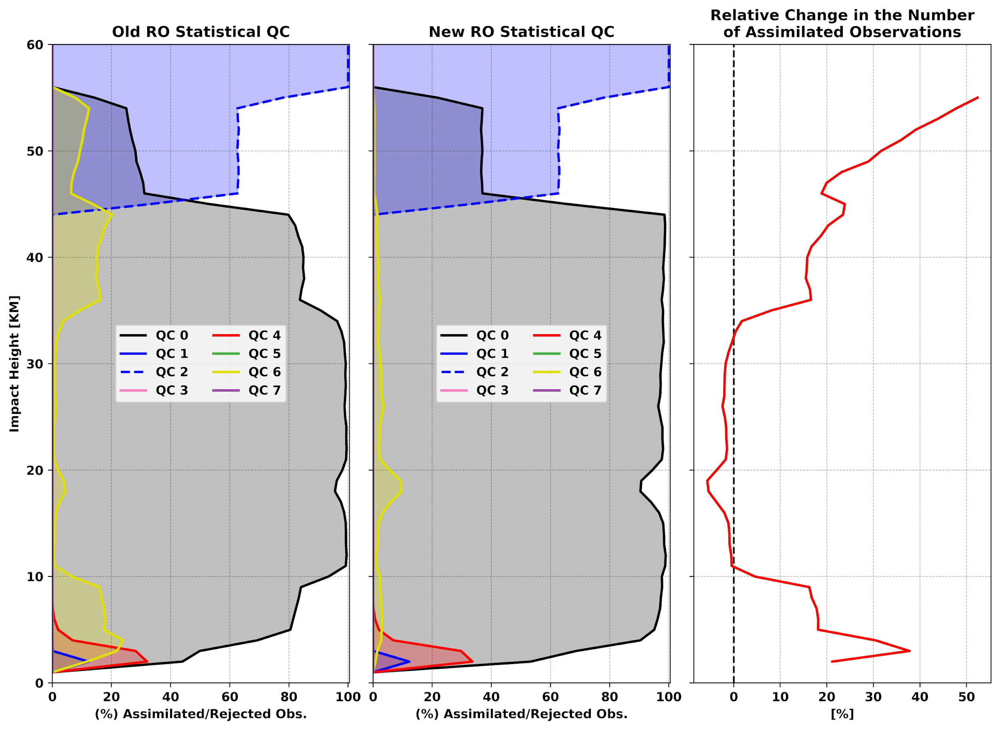 Old RO Statistical QC
New RO Statistical QC
Relative Change in the Number
of Assimilated Observations
Impact Height [KM]
60
50
40
30
20
10
0
QC 0
QC 1
QC 2
QC 3
QC 4
QC 5
QC 6
QC 7
0 20 40 60 80 100
(%) Assimilated/Rejected Obs.
QC 0
QC 1
QC 2
QC 3
QC 4
QC 5
QC 6
QC 7
0 20 40 60 80 100
(%) Assimilated/Rejected Obs.
0 10 20 30 40 50
[%]